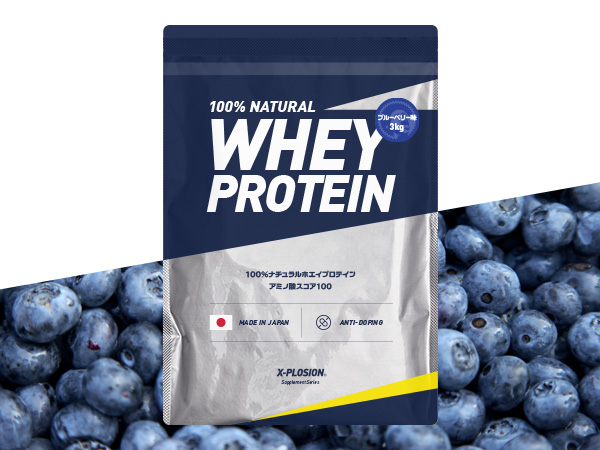 100% NATURAL
WHEY
PROTEIN
ブルーベリー味
3kg
100%ナチュラルホエイプロテイン
アミノ酸スコア100
MADE IN JAPAN
ANTI-DOPING
X-PLOSION®
Supplement Series